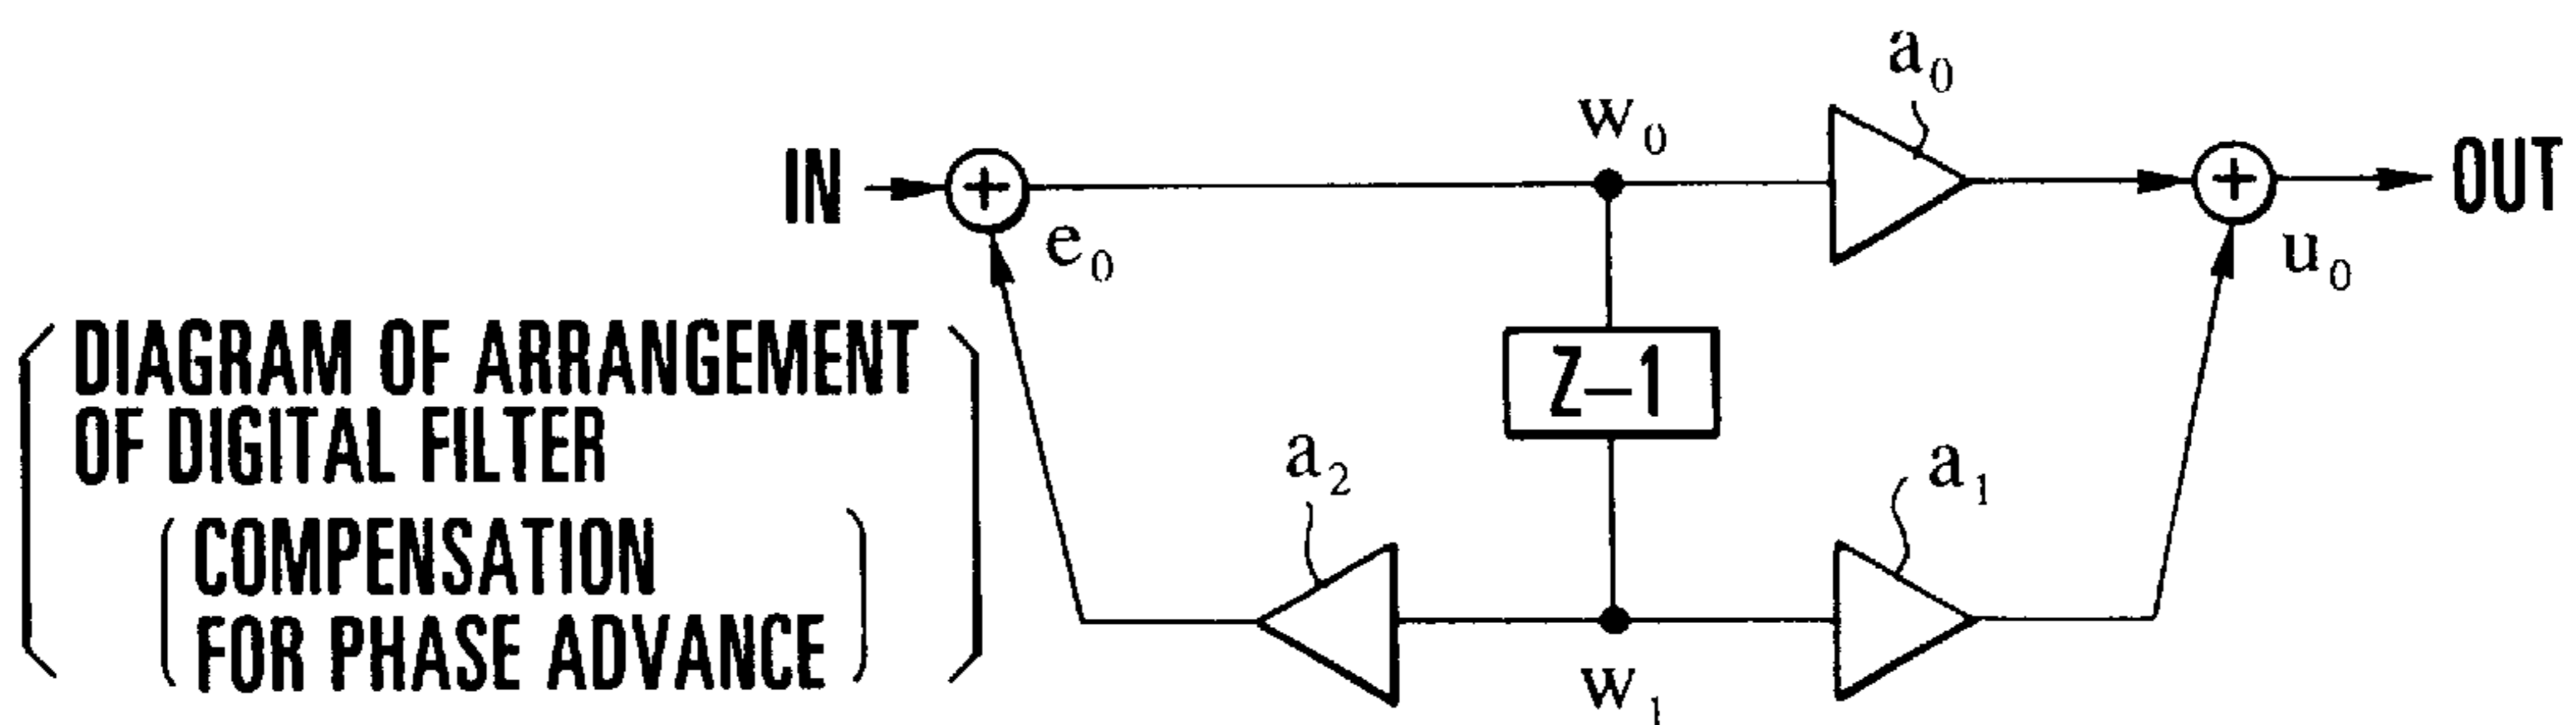 a₀
w₀
IN + + OUT
e₀ u₀
DIAGRAM OF ARRANGEMENT
OF DIGITAL FILTER
COMPENSATION
FOR PHASE ADVANCE
Z–1
a₂ a₁
w₁